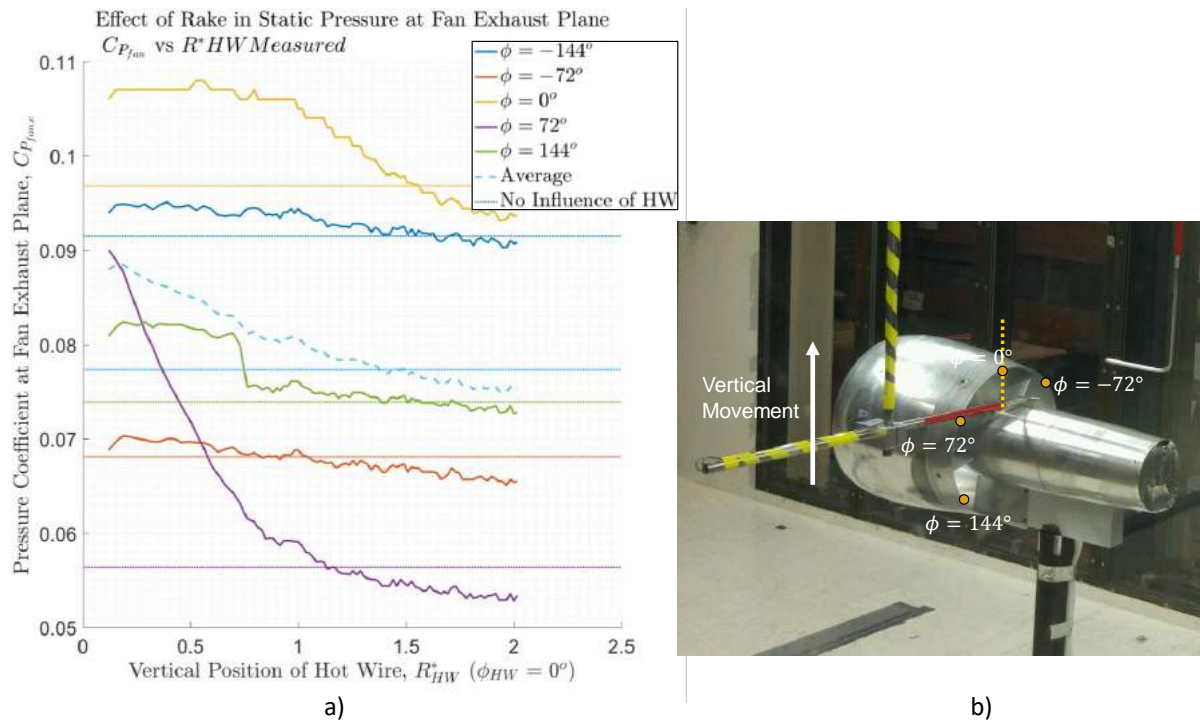 Effect of Rake in Static Pressure at Fan Exhaust Plane
C_{P_{fan}} vs R*HW Measured
ϕ = −144°
ϕ = −72°
ϕ = 0°
ϕ = 72°
ϕ = 144°
Average
No Influence of HW
Pressure Coefficient at Fan Exhaust Plane, C_{P_{fan,e}}
0.11
0.1
0.09
0.08
0.07
0.06
0.05
0
0.5
1
1.5
2
2.5
Vertical Position of Hot Wire, R*_{HW} (ϕ_{HW} = 0°)
a)
Vertical
Movement
ϕ = 0°
ϕ = −72°
ϕ = 72°
ϕ = 144°
b)